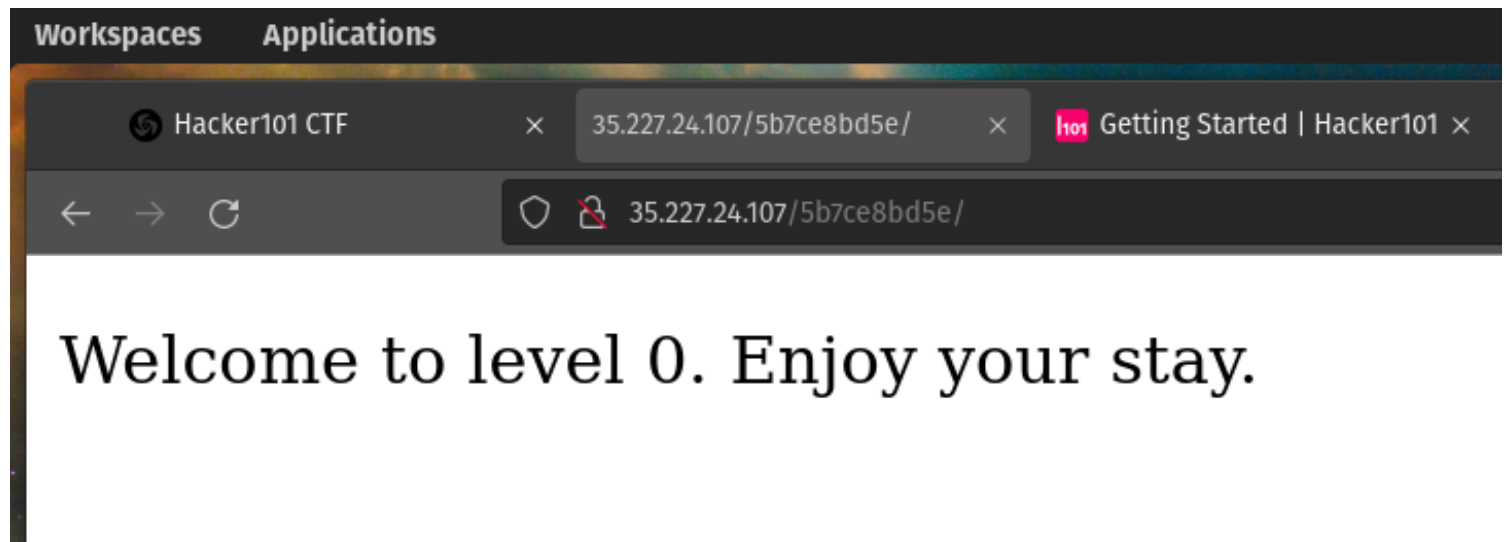 Workspaces Applications
Hacker101 CTF 35.227.24.107/5b7ce8bd5e/ h101 Getting Started | Hacker101
35.227.24.107/5b7ce8bd5e/
Welcome to level 0. Enjoy your stay.